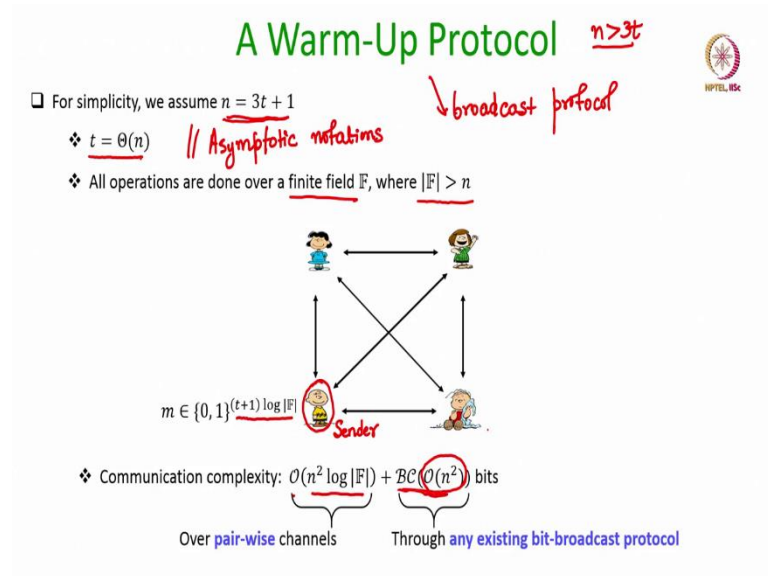 A Warm-Up Protocol
n>3t
NPTEL, IISc
❑ For simplicity, we assume n = 3t + 1
↘broadcast protocol
❖ t = Θ(n) // Asymptotic notations
❖ All operations are done over a finite field 𝔽, where |𝔽| > n
m ∈ {0, 1}^(t+1) log |𝔽|
Sender
❖ Communication complexity: 𝒪(n² log|𝔽|) + ℬ𝒞(𝒪(n²)) bits
Over pair-wise channels
Through any existing bit-broadcast protocol